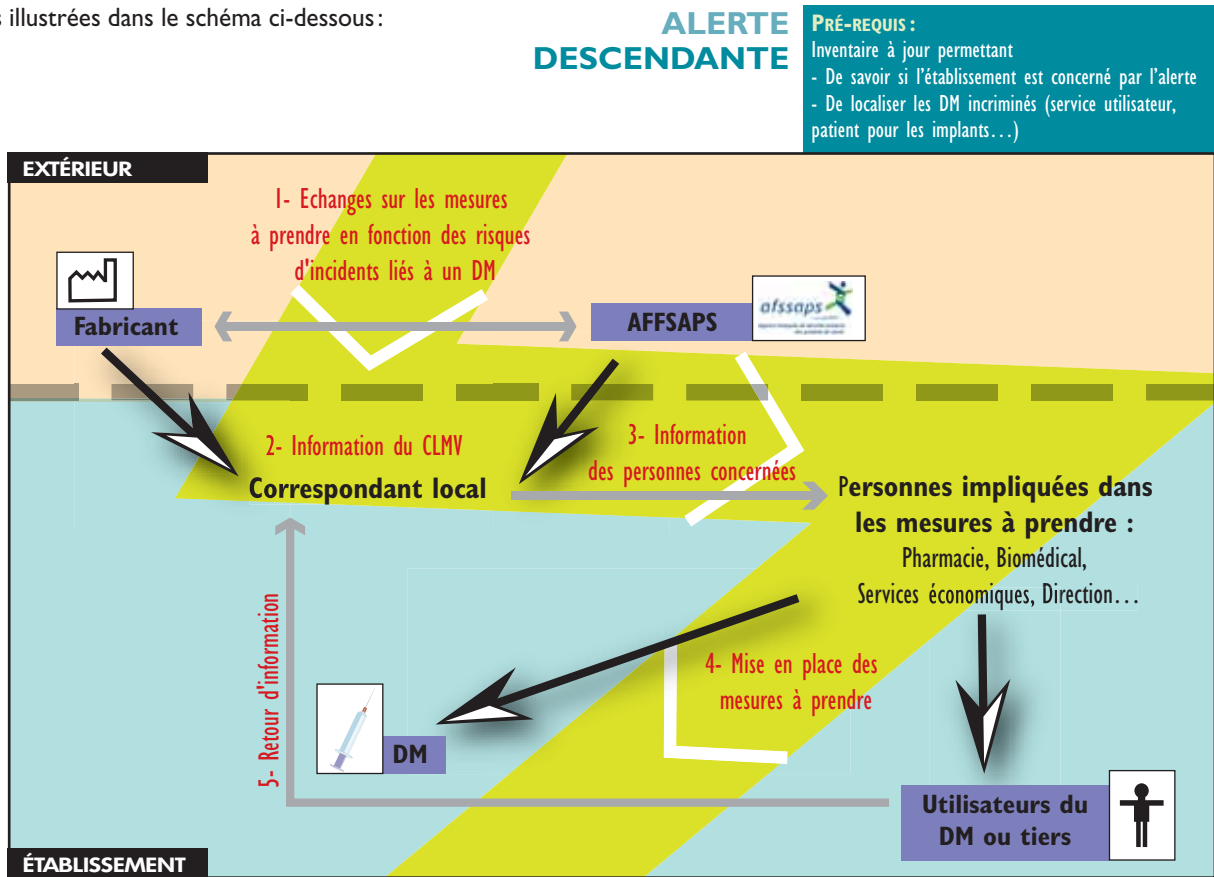 s illustrées dans le schéma ci-dessous :
ALERTE
DESCENDANTE
PRÉ-REQUIS :
Inventaire à jour permettant
- De savoir si l'établissement est concerné par l'alerte
- De localiser les DM incriminés (service utilisateur,
patient pour les implants…)
EXTÉRIEUR
1- Echanges sur les mesures
à prendre en fonction des risques
d'incidents liés à un DM
Fabricant
AFFSAPS
afssaps
2- Information du CLMV
Correspondant local
3- Information
des personnes concernées
Personnes impliquées dans
les mesures à prendre :
Pharmacie, Biomédical,
Services économiques, Direction…
4- Mise en place des
mesures à prendre
5- Retour d'information
DM
Utilisateurs du
DM ou tiers
ÉTABLISSEMENT